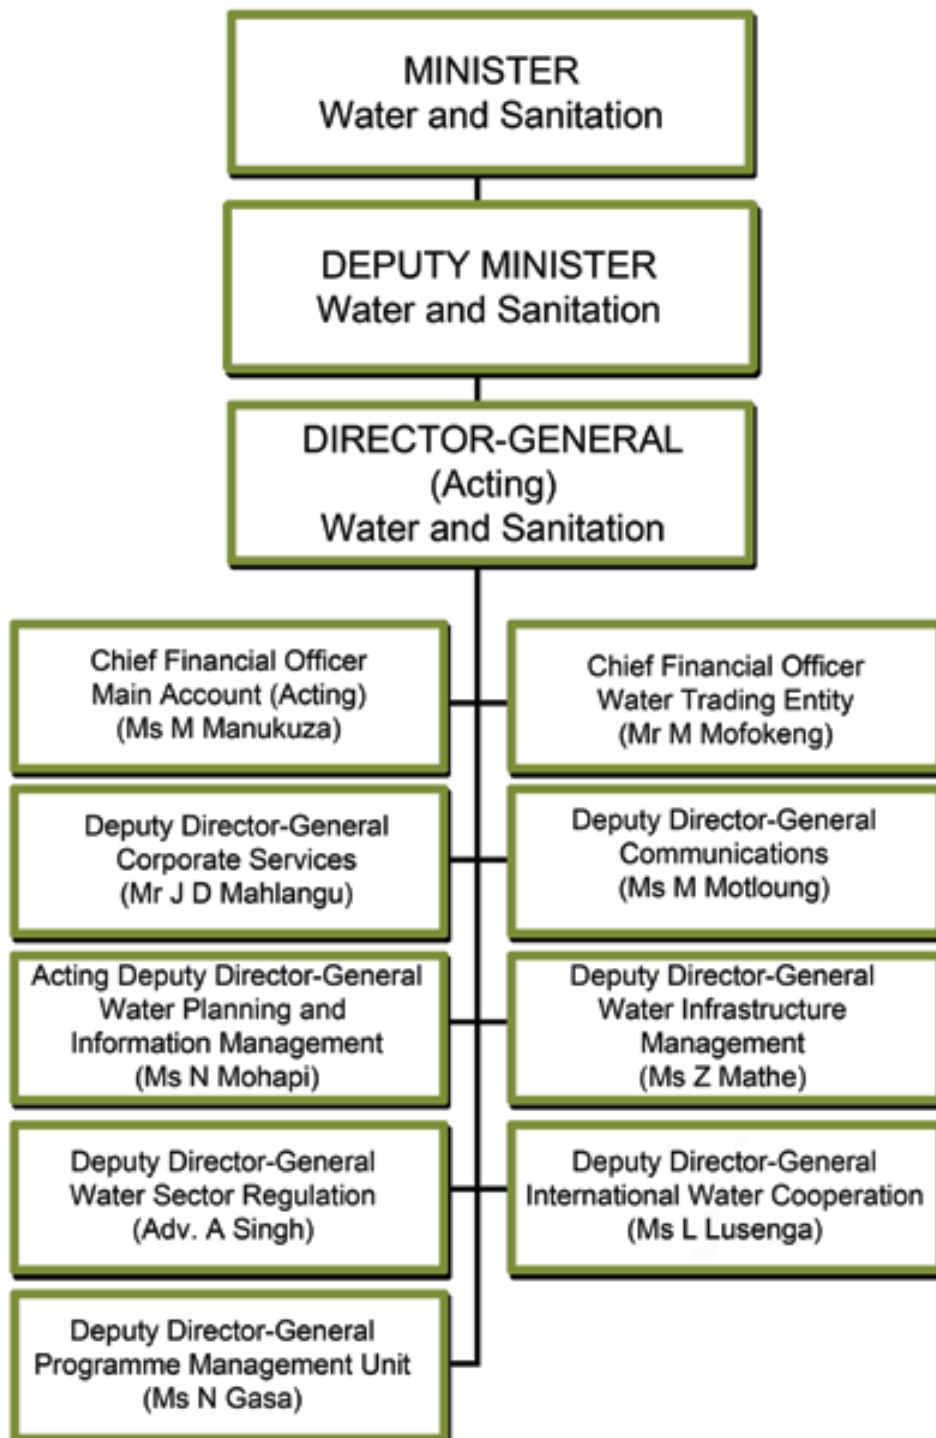 MINISTER
Water and Sanitation
DEPUTY MINISTER
Water and Sanitation
DIRECTOR-GENERAL
(Acting)
Water and Sanitation
Chief Financial Officer
Main Account (Acting)
(Ms M Manukuza)
Chief Financial Officer
Water Trading Entity
(Mr M Mofokeng)
Deputy Director-General
Corporate Services
(Mr J D Mahlangu)
Deputy Director-General
Communications
(Ms M Motloung)
Acting Deputy Director-General
Water Planning and
Information Management
(Ms N Mohapi)
Deputy Director-General
Water Infrastructure
Management
(Ms Z Mathe)
Deputy Director-General
Water Sector Regulation
(Adv. A Singh)
Deputy Director-General
International Water Cooperation
(Ms L Lusenga)
Deputy Director-General
Programme Management Unit
(Ms N Gasa)